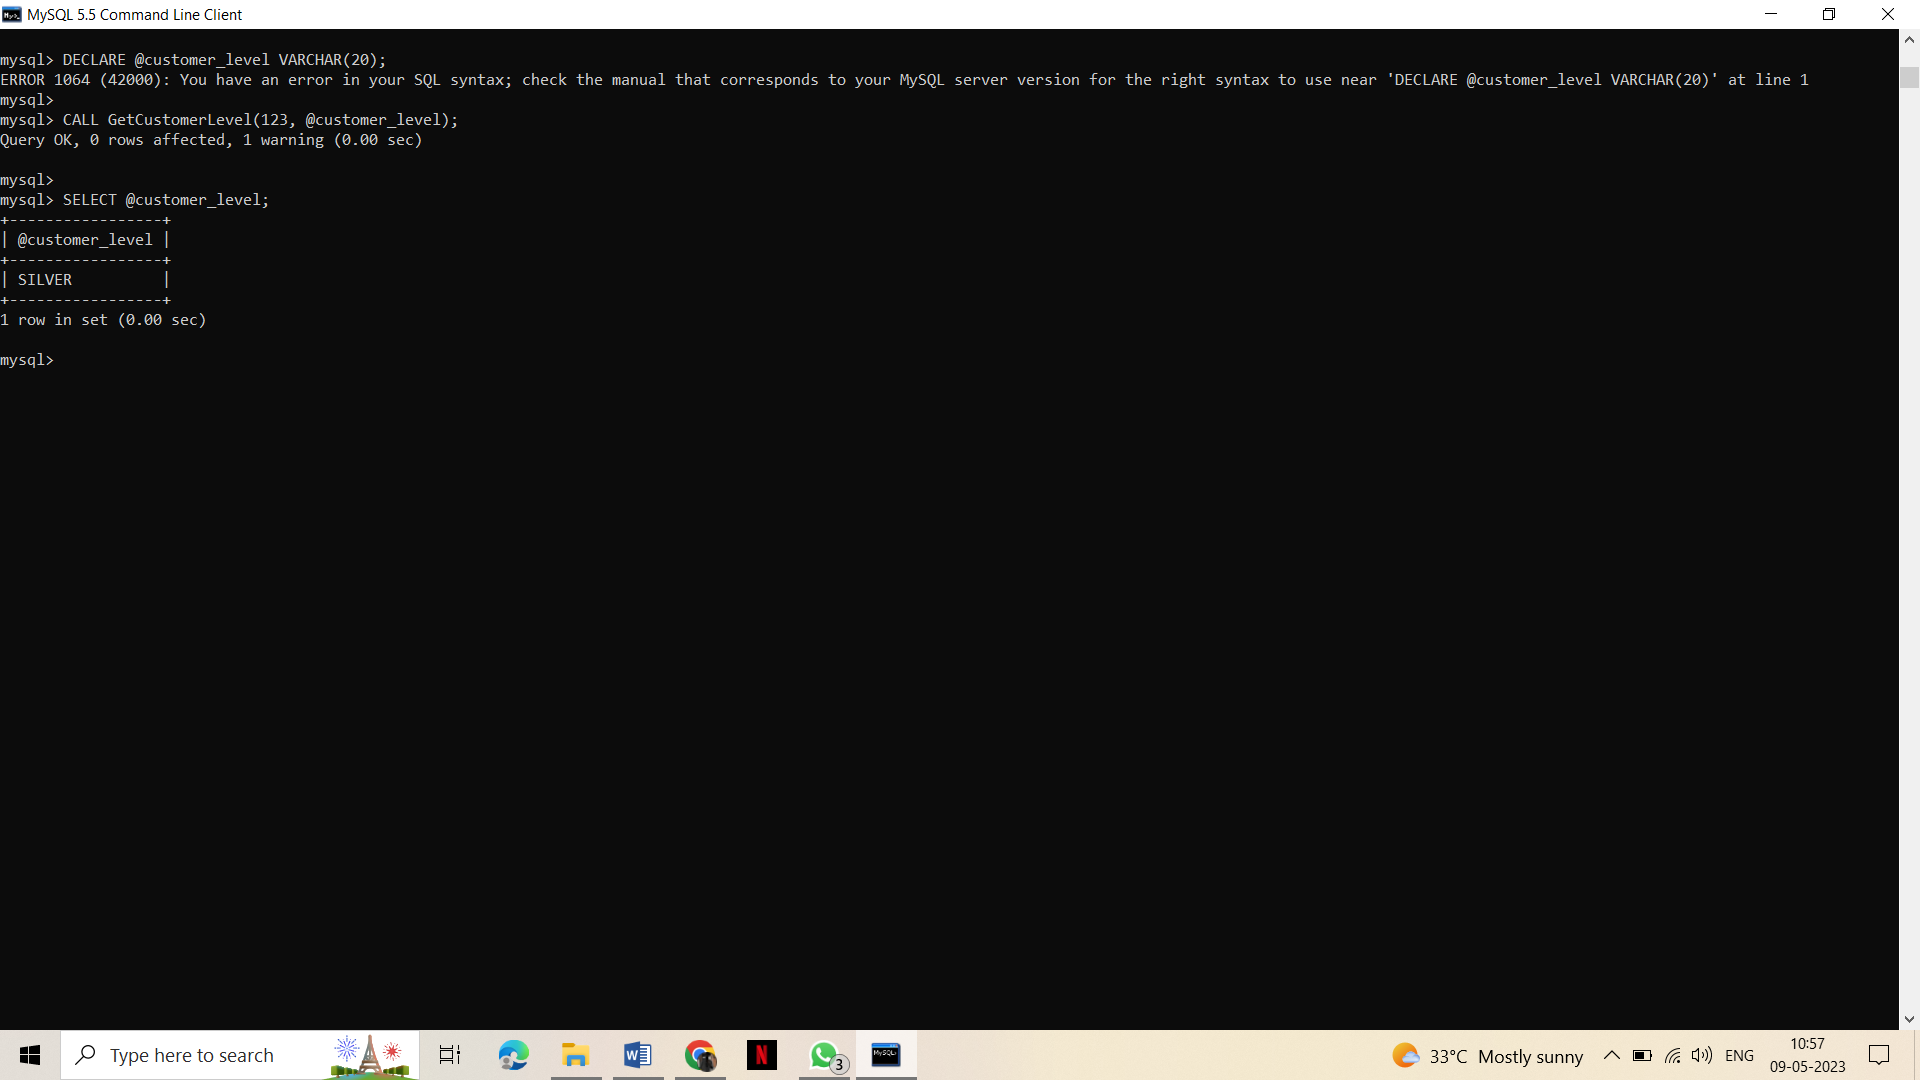 MySQL 5.5 Command Line Client
mysql> DECLARE @customer_level VARCHAR(20);
ERROR 1064 (42000): You have an error in your SQL syntax; check the manual that corresponds to your MySQL server version for the right syntax to use near 'DECLARE @customer_level VARCHAR(20)' at line 1
mysql>
mysql> CALL GetCustomerLevel(123, @customer_level);
Query OK, 0 rows affected, 1 warning (0.00 sec)
mysql>
mysql> SELECT @customer_level;
+-----------------+
| @customer_level |
+-----------------+
| SILVER          |
+-----------------+
1 row in set (0.00 sec)
mysql>
Type here to search
3
33°C Mostly sunny
ENG
10:57
09-05-2023